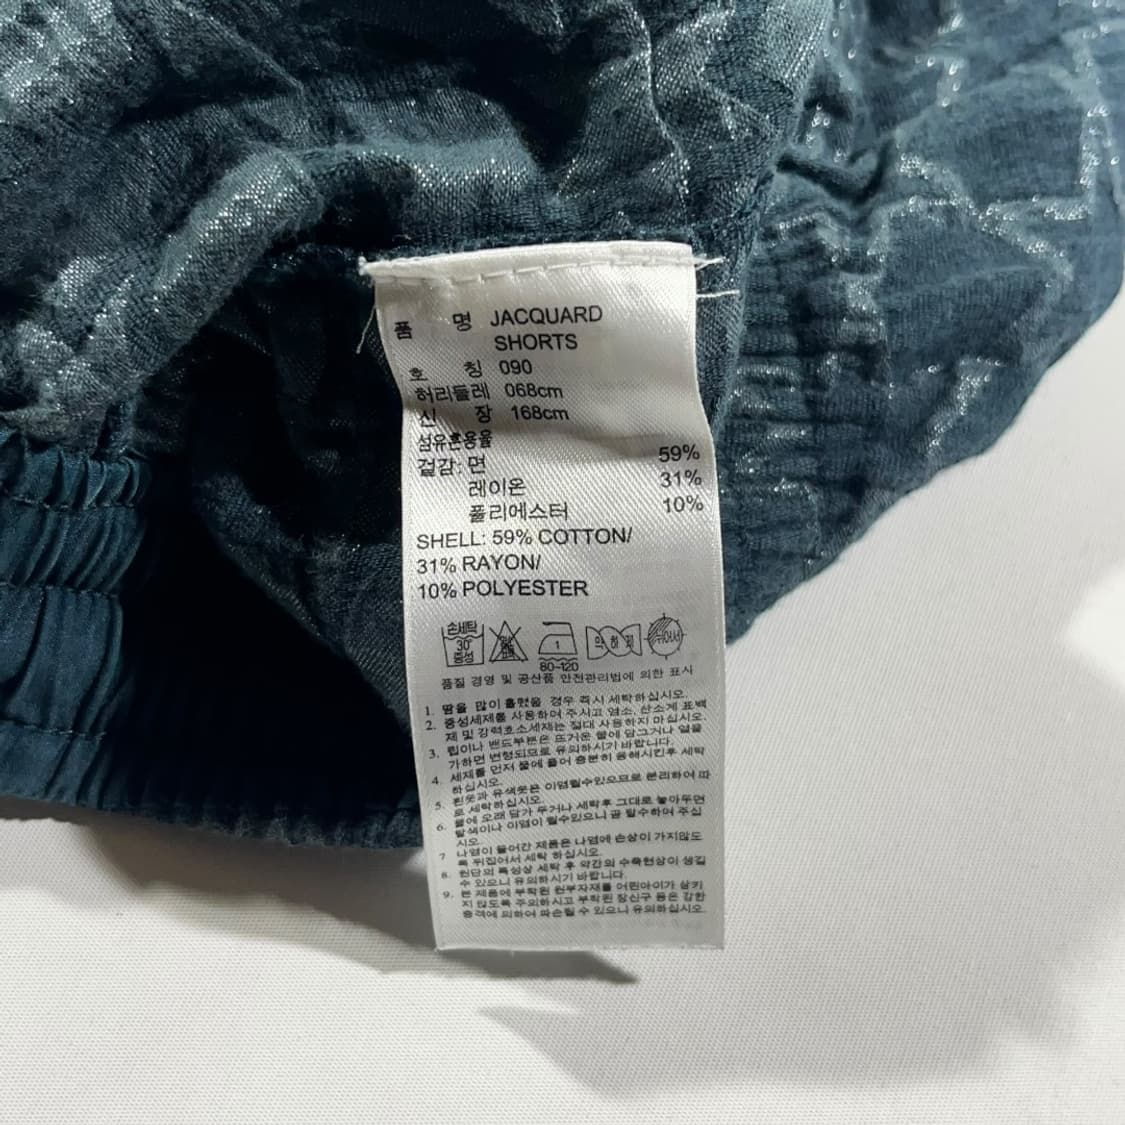 품 명 JACQUARD
SHORTS
호 칭 090
허리둘레 068cm
신 장 168cm
섬유혼용율
겉감: 면 59%
레이온 31%
폴리에스터 10%
SHELL: 59% COTTON/
31% RAYON/
10% POLYESTER
손세탁
30°
중성
1
80-120
품질 경영 및 공산품 안전관리법에 의한 표시
1. 땀을 많이 흘렸을 경우 즉시 세탁하십시오.
2. 중성세제를 사용하여 주시고 염소, 산소계 표백
제 및 강력효소세제는 절대 사용하지 마십시오.
3. 립이나 밴드부분은 뜨거운 물에 담그거나 열을
가하면 변형되므로 유의하시기 바랍니다.
4. 세제를 먼저 물에 풀어 충분히 용해시킨후 세탁
하십시오.
5. 흰옷과 유색옷은 이염될수있으므로 분리하여 따
로 세탁하십시오.
6. 물에 오래 담가 두거나 세탁후 그대로 놓아두면
탈색이나 이염이 될수있으니 곧 탈수하여 주십
시오.
7. 나염이 들어간 제품은 나염에 손상이 가지않도
록 뒤집어서 세탁 하십시오.
8. 원단의 특성상 세탁 후 약간의 수축현상이 생길
수 있으니 유의하시기 바랍니다.
9. 본 제품에 부착된 부자재를 어린아이가 삼키
지 않도록 주의하시고 부착된 장신구 등은 강한
충격에 의하여 파손될수 있으니 유의하십시오.